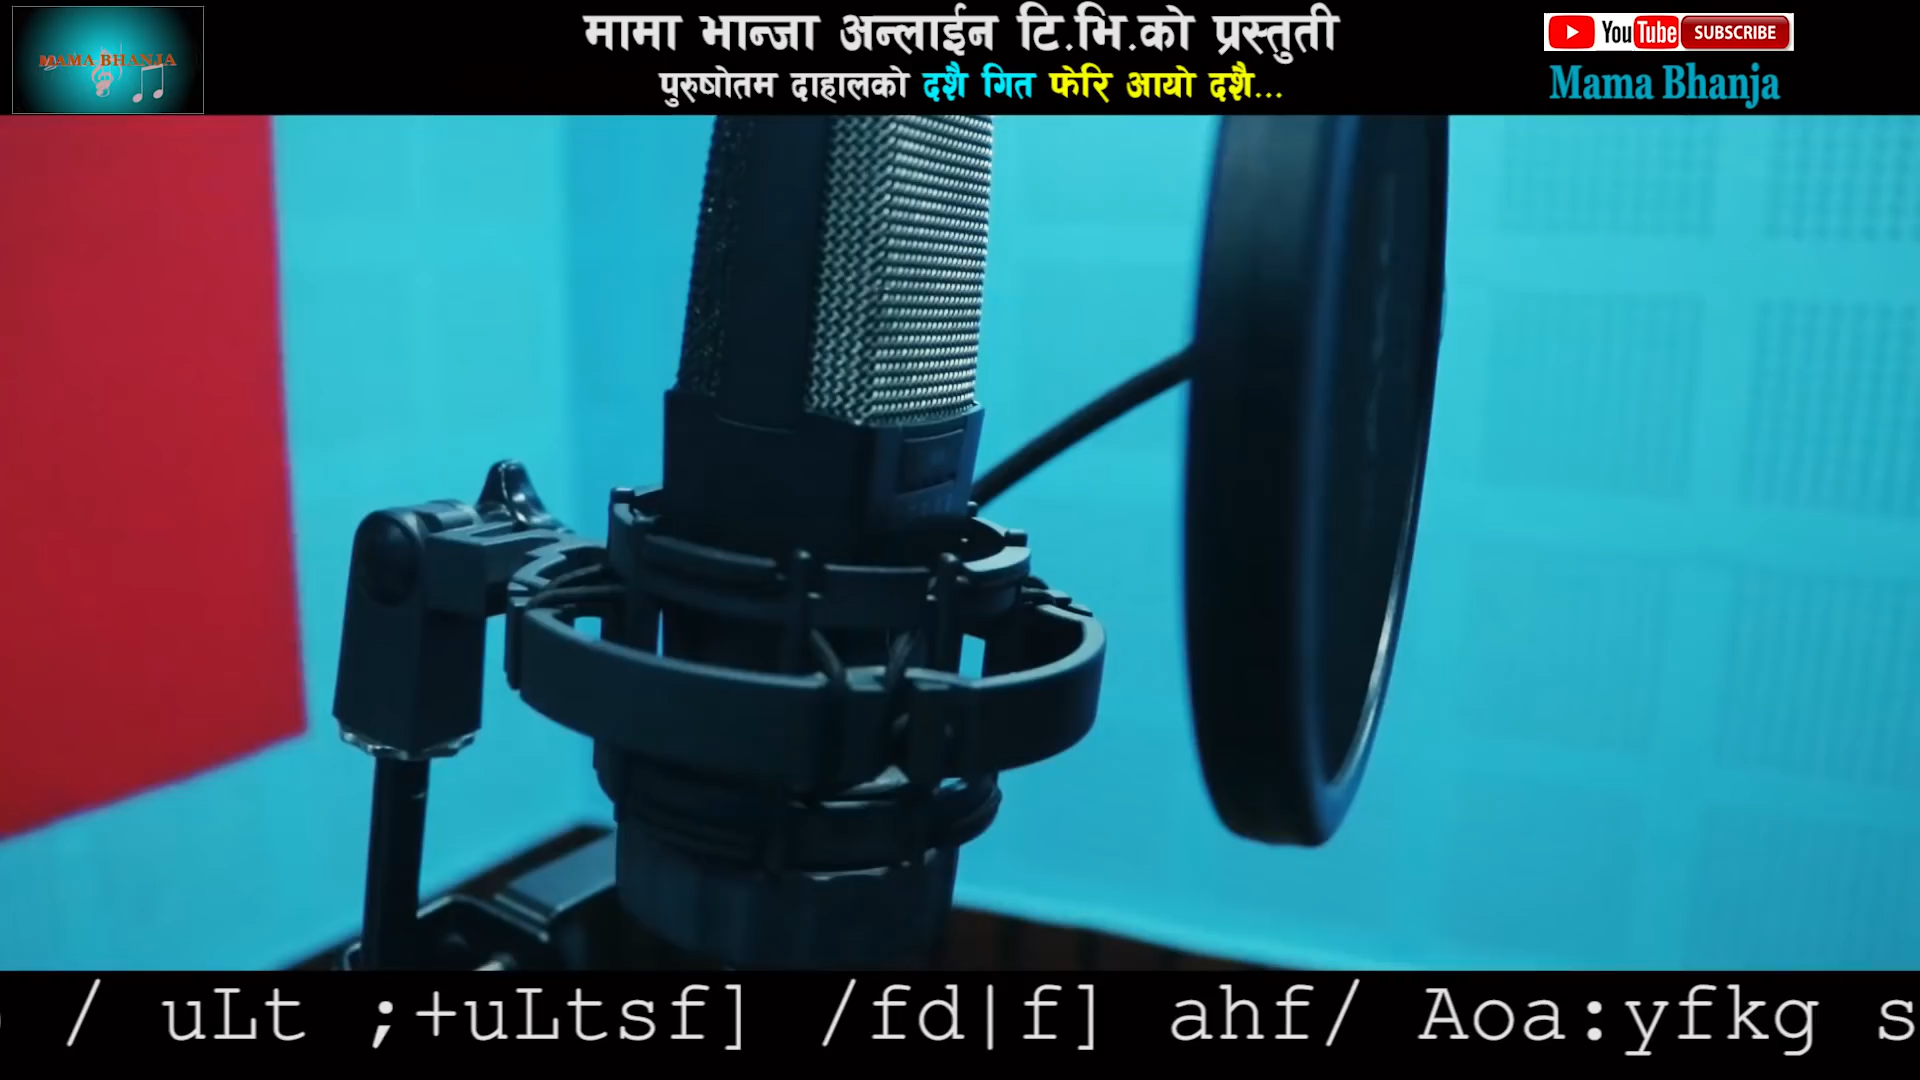 MAMA BHANJA
मामा भान्जा अन्लाईन टि.भि.को प्रस्तुती
पुरुषोतम दाहालको दशै गित फेरि आयो दशै...
YouTube SUBSCRIBE
Mama Bhanja
/ uLt ;+uLtsf] /fd|f] ahf/ Aoa:yfkg s